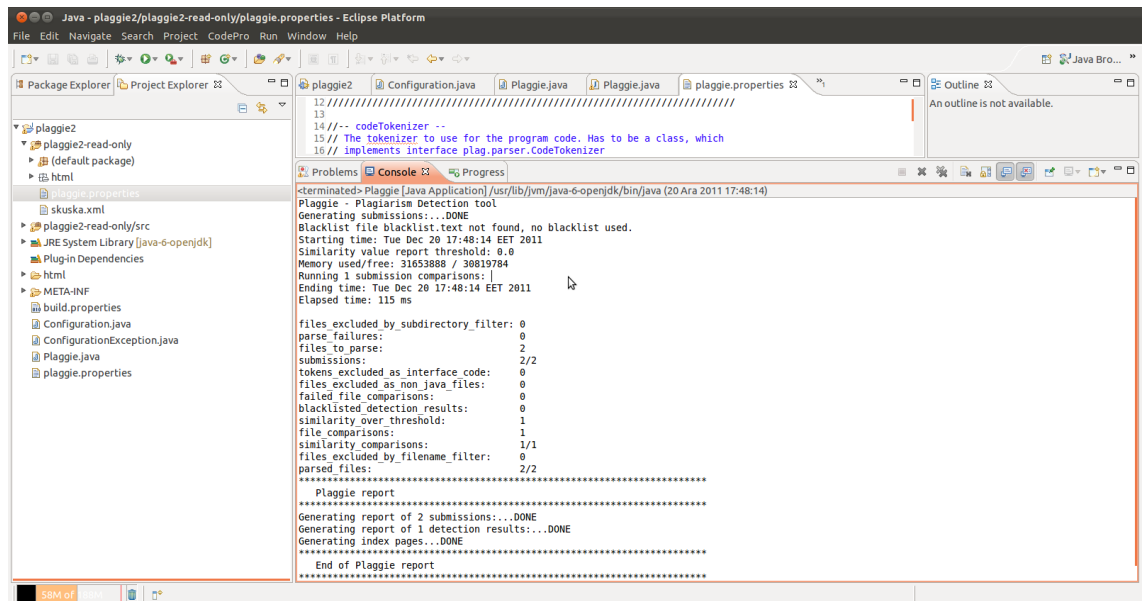 Java - plaggie2/plaggie2-read-only/plaggie.properties - Eclipse Platform
File Edit Navigate Search Project CodePro Run Window Help
Java Bro... »
Package Explorer Project Explorer
plaggie2
plaggie2-read-only
(default package)
html
plaggie.properties
skuska.xml
plaggie2-read-only/src
JRE System Library [java-6-openjdk]
Plug-in Dependencies
html
META-INF
build.properties
Configuration.java
ConfigurationException.java
Plaggie.java
plaggie.properties
plaggie2 Configuration.java Plaggie.java Plaggie.java plaggie.properties »1
12 /////////////////////////////////////////////////////////////////////////
13
14 //-- codeTokenizer --
15 // The tokenizer to use for the program code. Has to be a class, which
16 // implements interface plag.parser.CodeTokenizer
Outline
An outline is not available.
Problems Console Progress
<terminated> Plaggie [Java Application] /usr/lib/jvm/java-6-openjdk/bin/java (20 Ara 2011 17:48:14)
Plaggie - Plagiarism Detection tool
Generating submissions:...DONE
Blacklist file blacklist.text not found, no blacklist used.
Starting time: Tue Dec 20 17:48:14 EET 2011
Similarity value report threshold: 0.0
Memory used/free: 31653888 / 30819784
Running 1 submission comparisons: |
Ending time: Tue Dec 20 17:48:14 EET 2011
Elapsed time: 115 ms
files_excluded_by_subdirectory_filter: 0
parse_failures: 0
files_to_parse: 2
submissions: 2/2
tokens_excluded_as_interface_code: 0
files_excluded_as_non_java_files: 0
failed_file_comparisons: 0
blacklisted_detection_results: 0
similarity_over_threshold: 1
file_comparisons: 1
similarity_comparisons: 1/1
files_excluded_by_filename_filter: 0
parsed_files: 2/2
*************************************************************************
Plaggie report
*************************************************************************
Generating report of 2 submissions:...DONE
Generating report of 1 detection results:...DONE
Generating index pages...DONE
*************************************************************************
End of Plaggie report
*************************************************************************
58M of